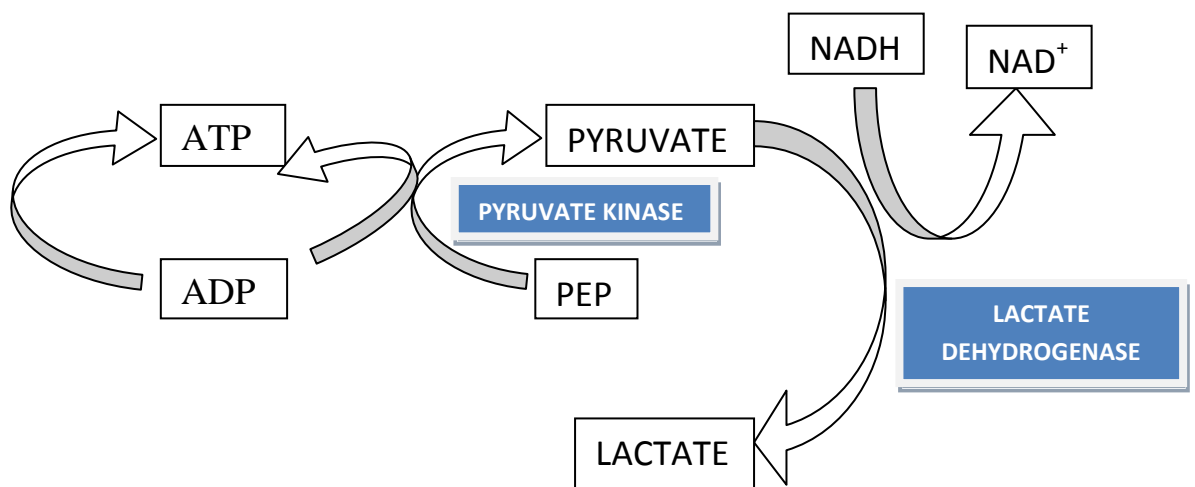 NADH
NAD⁺
ATP
PYRUVATE
PYRUVATE KINASE
ADP
PEP
LACTATE
DEHYDROGENASE
LACTATE